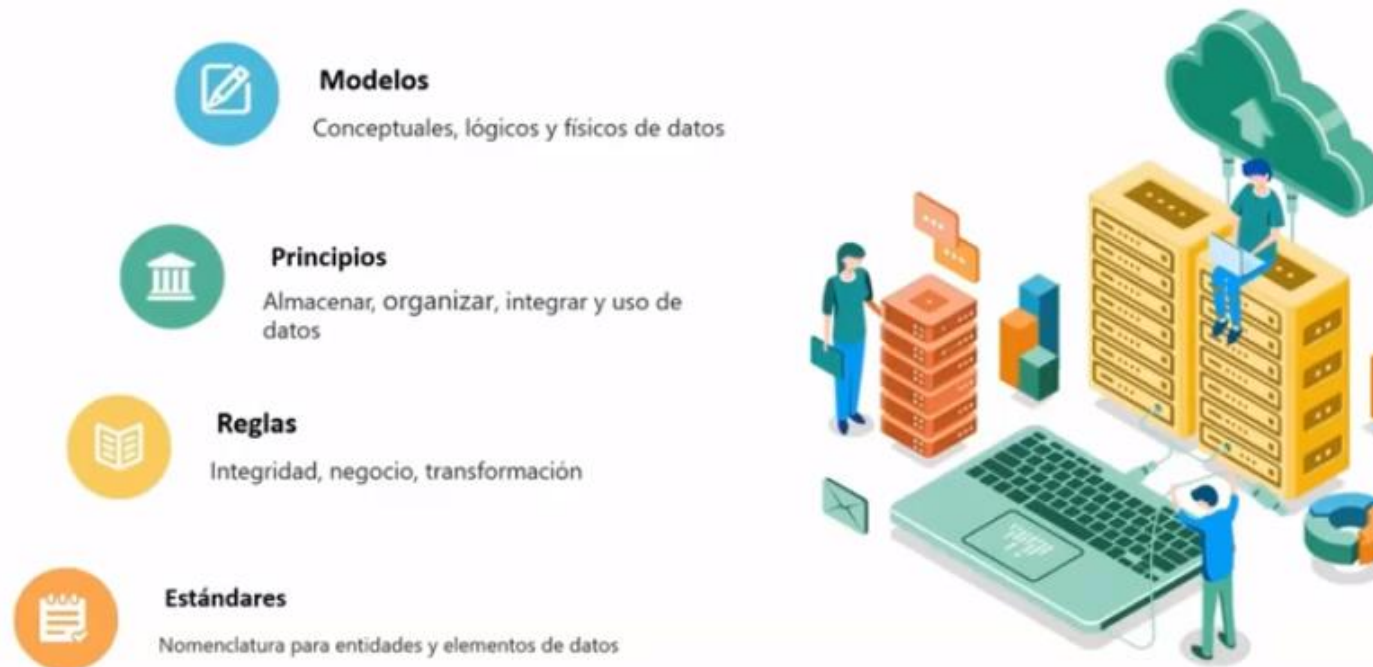 Modelos
Conceptuales, lógicos y físicos de datos
Principios
Almacenar, organizar, integrar y uso de
datos
Reglas
Integridad, negocio, transformación
Estándares
Nomenclatura para entidades y elementos de datos